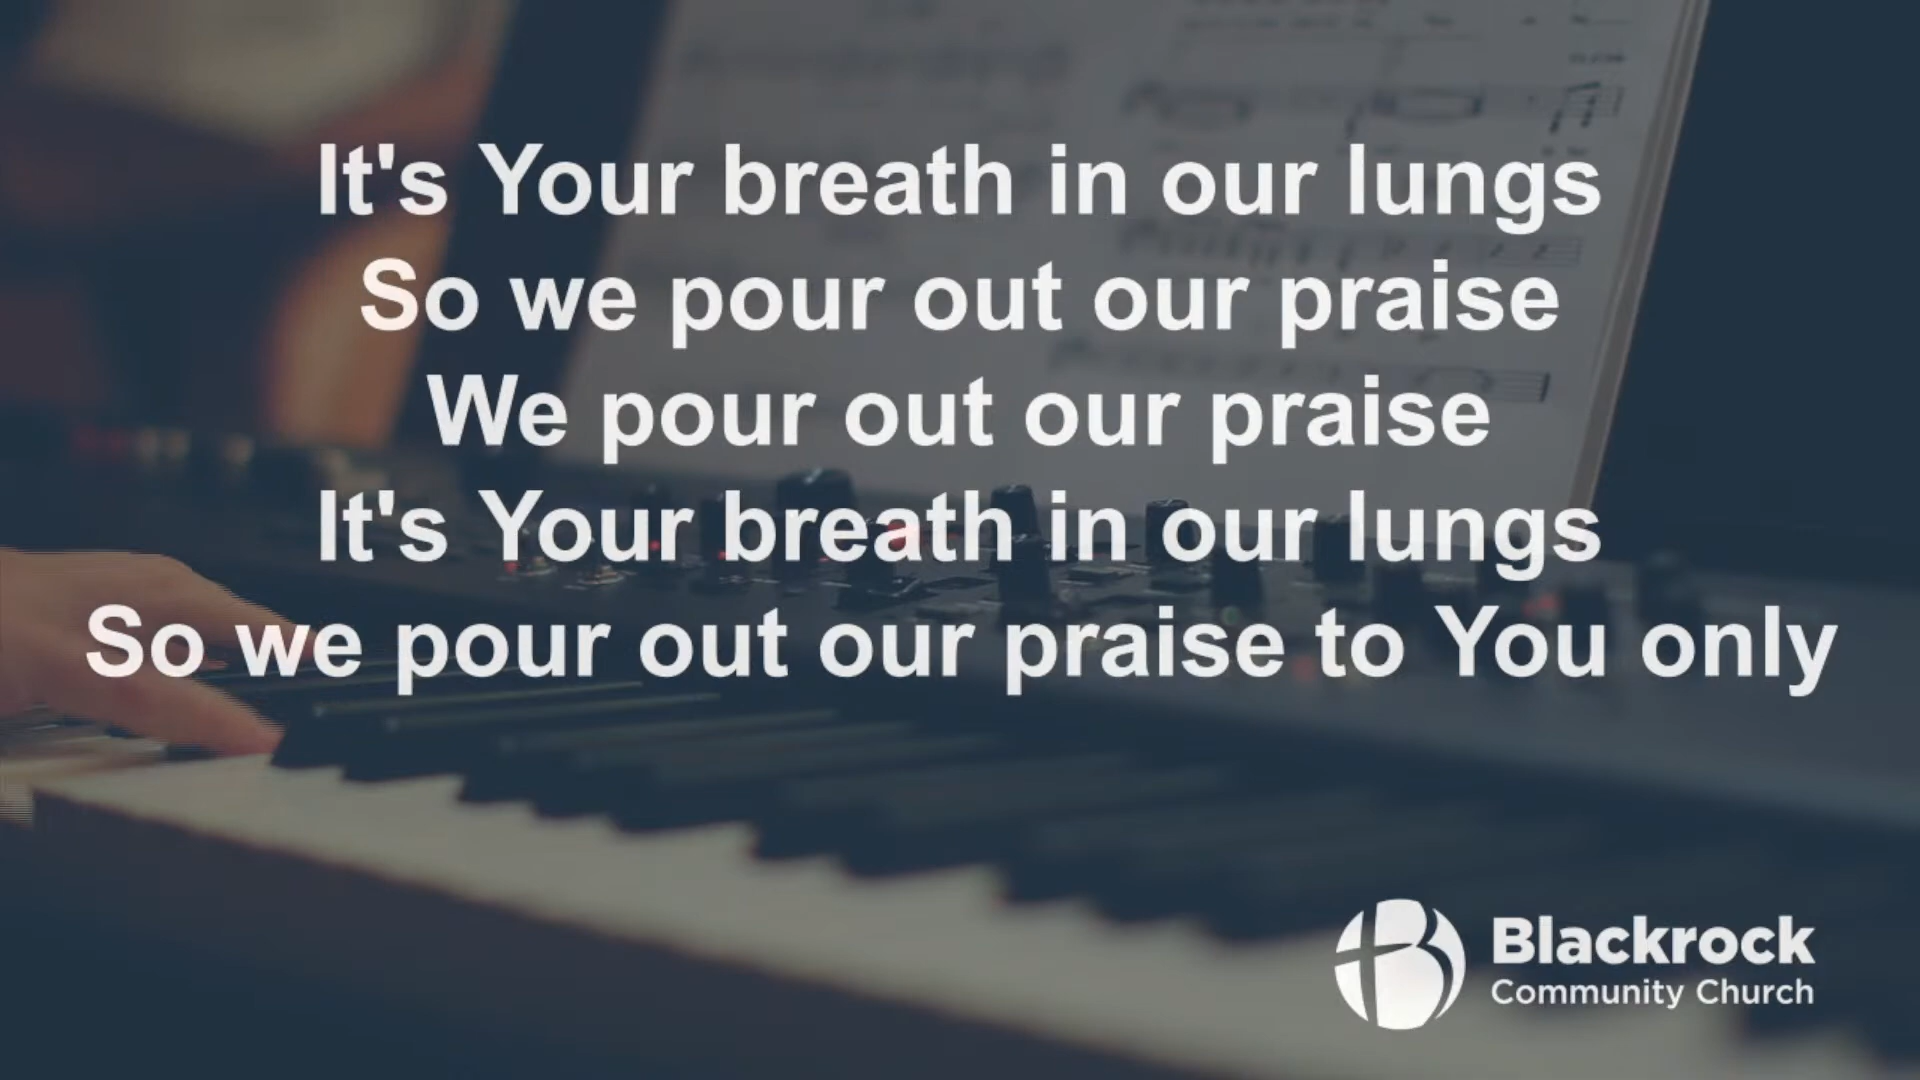 It's Your breath in our lungs
So we pour out our praise
We pour out our praise
It's Your breath in our lungs
So we pour out our praise to You only
Blackrock
Community Church